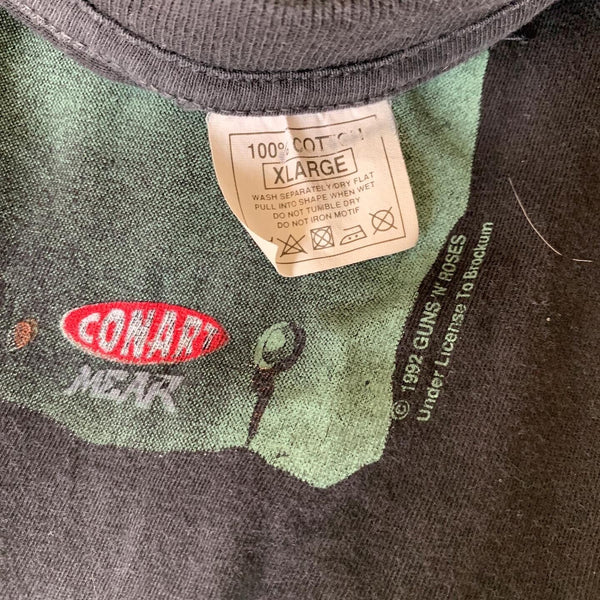 100% COTTON
XLARGE
WASH SEPARATELY/DRY FLAT
PULL INTO SHAPE WHEN WET
DO NOT TUMBLE DRY
DO NOT IRON MOTIF
CONART
WEAR
© 1992 GUNS 'N' ROSES
Under License To Brockum